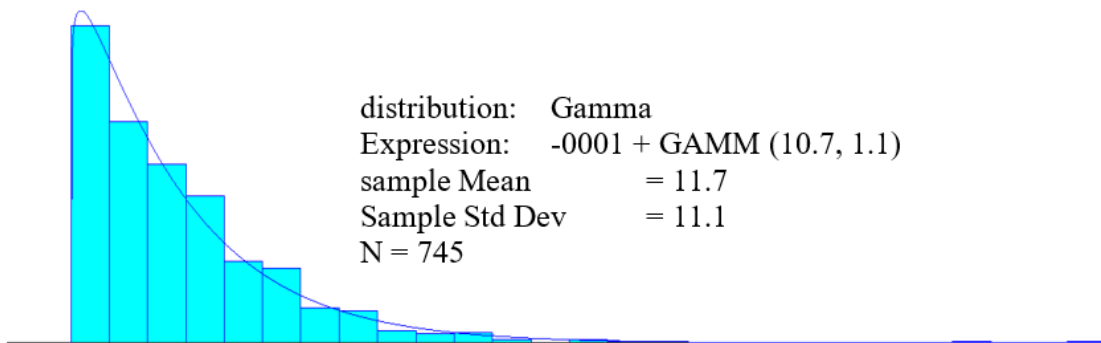 distribution: Gamma
Expression: -0001 + GAMM (10.7, 1.1)
sample Mean = 11.7
Sample Std Dev = 11.1
N = 745